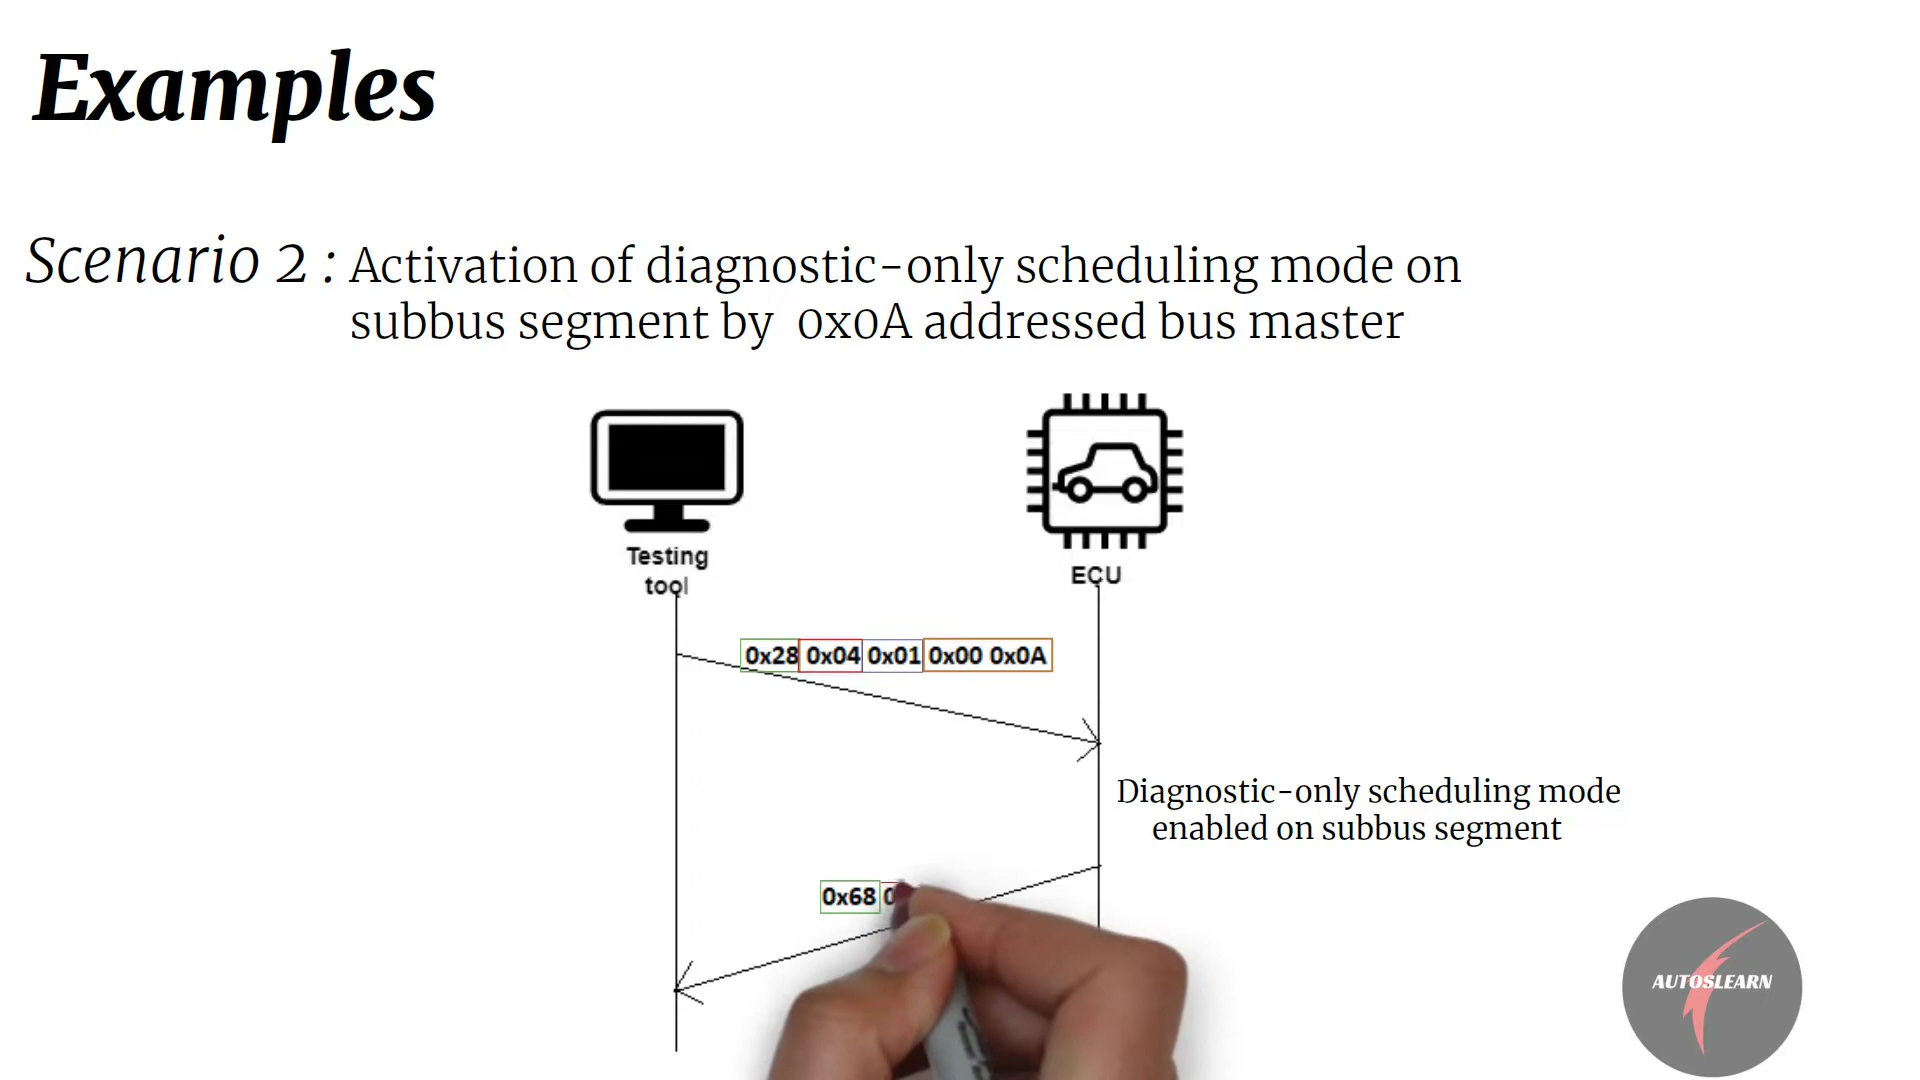 Examples
Scenario 2 : Activation of diagnostic-only scheduling mode on
subbus segment by 0x0A addressed bus master
Testing
tool
ECU
0x28 0x04 0x01 0x00 0x0A
Diagnostic-only scheduling mode
enabled on subbus segment
0x68
AUTOSLEARN